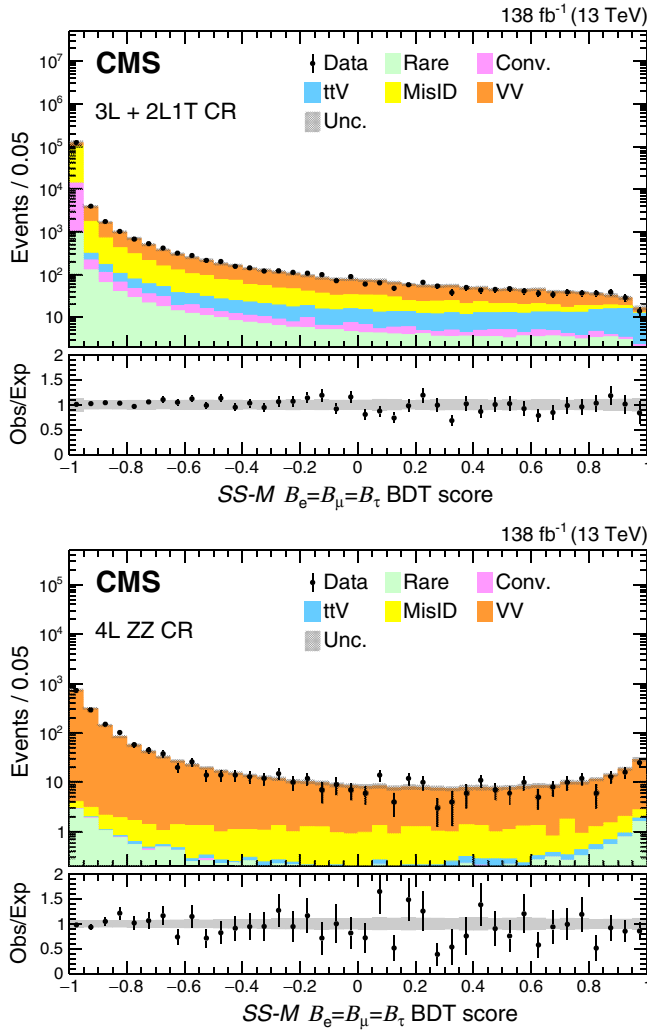 138 fb⁻¹ (13 TeV)
CMS
Data Rare Conv.
ttV MisID VV
Unc.
3L + 2L1T CR
Events / 0.05
10⁷
10⁶
10⁵
10⁴
10³
10²
10
Obs/Exp
2
1.5
1
0.5
0
−1 −0.8 −0.6 −0.4 −0.2 0 0.2 0.4 0.6 0.8 1
SS-M Bₑ=B_μ=B_τ BDT score
138 fb⁻¹ (13 TeV)
CMS
Data Rare Conv.
ttV MisID VV
Unc.
4L ZZ CR
Events / 0.05
10⁵
10⁴
10³
10²
10
1
Obs/Exp
2
1.5
1
0.5
0
−1 −0.8 −0.6 −0.4 −0.2 0 0.2 0.4 0.6 0.8 1
SS-M Bₑ=B_μ=B_τ BDT score